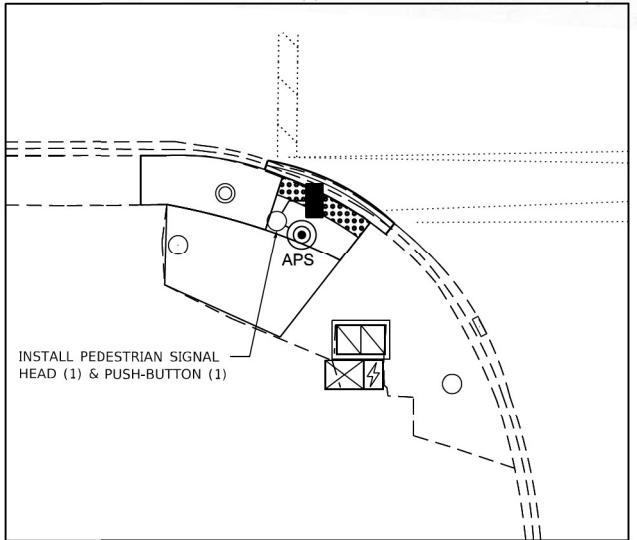 APS
INSTALL PEDESTRIAN SIGNAL
HEAD (1) & PUSH-BUTTON (1)